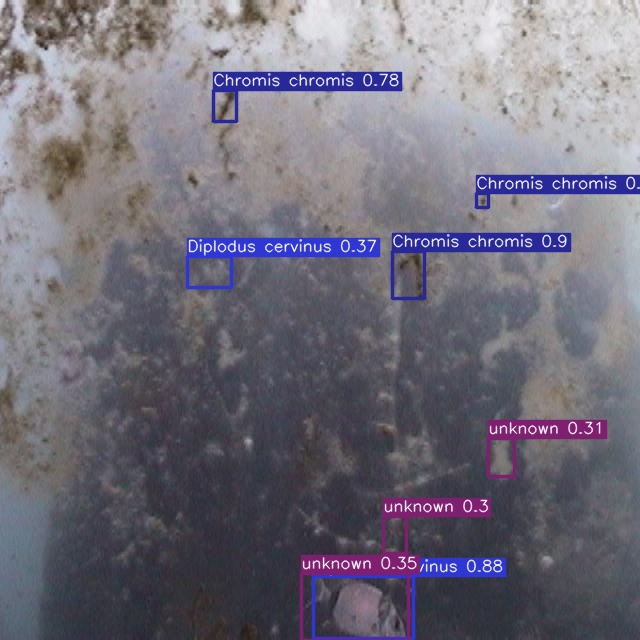 Chromis chromis 0.78
Chromis chromis 0.
Diplodus cervinus 0.37
Chromis chromis 0.9
unknown 0.31
unknown 0.3
unknown 0.35
vinus 0.88